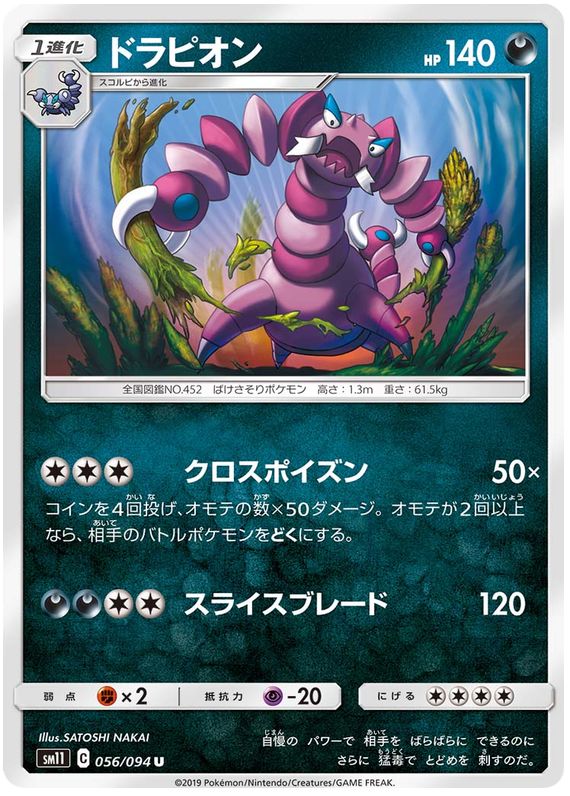 1進化 ドラピオン HP 140
スコルピから進化
全国図鑑NO.452 ばけさそりポケモン 高さ：1.3m 重さ：61.5kg
クロスポイズン 50×
コインを4回投げ、オモテの数×50ダメージ。オモテが2回以上
なら、相手のバトルポケモンをどくにする。
スライスブレード 120
弱点 ×2 抵抗力 -20 にげる
Illus.SATOSHI NAKAI
SM11 C 056/094 U
自慢の パワーで 相手を ばらばらに できるのに
さらに 猛毒で とどめを 刺すのだ。
©2019 Pokémon/Nintendo/Creatures/GAME FREAK.